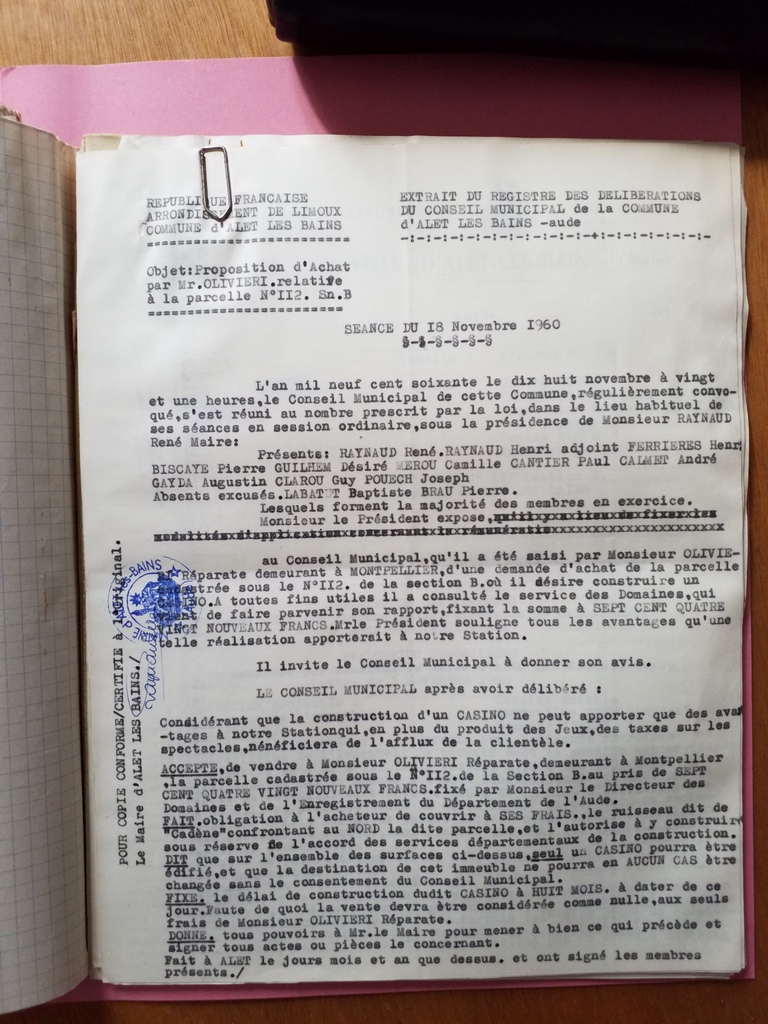 REPUBLIQUE FRANCAISE
ARRONDISSEMENT DE LIMOUX
COMMUNE d'ALET LES BAINS
==========================
EXTRAIT DU REGISTRE DES DELIBERATIONS
DU CONSEIL MUNICIPAL de la COMMUNE
d'ALET LES BAINS -aude
-:-:-:-:-:-:-:-:-:-:-:-:-+-:-:-:-:-:-:-:-
Objet:Proposition d'Achat
par Mr.OLIVIERI.relative
à la parcelle N°II2. Sn.B
=========================
SEANCE DU I8 Novembre I960
§-§-§-§-§-§
L'an mil neuf cent soixante le dix huit novembre à vingt
et une heures,le Conseil Municipal de cette Commune,régulièrement convo-
qué,s'est réuni au nombre prescrit par la loi,dans le lieu habituel de
ses séances en session ordinaire,sous la présidence de Monsieur RAYNAUD
René Maire:
Présents: RAYNAUD René.RAYNAUD Henri adjoint FERRIERES Henr
BISCAYE Pierre GUILHEM Désiré MEROU Camille CANTIER PAul CALMET André
GAYDA Augustin CLAROU Guy POUECH Joseph
Absents excusés.LABATUT Baptiste BRAU Pierre.
Lesquels forment la majorité des membres en exercice.
Monsieur le Président expose,
au Conseil Municipal,qu'il a été saisi par Monsieur OLIVIE-
Réparate demeurant à MONTPELLIER,d'une demande d'achat de la parcelle
cadastrée sous le N°II2. de la section B.où il désire construire un
CASINO.A toutes fins utiles il a consulté le service des Domaines,qui
vient de faire parvenir son rapport,fixant la somme à SEPT CENT QUATRE
VINGT NOUVEAUX FRANCS.Mrle Président souligne tous les avantages qu'une
telle réalisation apporterait à notre Station.
Il invite le Conseil Municipal à donner son avis.
LE CONSEIL MUNICIPAL après avoir délibéré :
Considérant que la construction d'un CASINO ne peut apporter que des avan
-tages à notre Stationqui,en plus du produit des Jeux,des taxes sur les
spectacles,nénéficiera de l'afflux de la clientèle.
ACCEPTE,de vendre à Monsieur OLIVIERI Réparate,demeurant à Montpellier
,la parcelle cadastrée sous le N°II2.de la Section B.au pris de SEPT
CENT QUATRE VINGT NOUVEAUX FRANCS.fixé par Monsieur le Directeur des
Domaines et de l'Enregistrement du Département de l'Aude.
FAIT.obligation à l'acheteur de couvrir à SES FRAIS.,le ruisseau dit de
"Cadène"confrontant au NORD la dite parcelle,et l'autorise à y construire
sous réserve de l'accord des services départementaux de la construction.
DIT que sur l'ensemble des surfaces ci-dessus,seul un CASINO pourra être
édifié,et que la destination de cet immeuble ne pourra en AUCUN CAS être
changée sans le consentement du Conseil Municipal.
FIXE. le délai de construction dudit CASINO à HUIT MOIS. à dater de ce
jour.Faute de quoi la vente devra être considérée comme nulle,aux seuls
frais de Monsieur OLIVIERI Réparate.
DONNE. tous pouvoirs à Mr.le Maire pour mener à bien ce qui précède et
signer tous actes ou pièces le concernant.
Fait à ALET le jours mois et an que dessus. et ont signé les membres
présents./
POUR COPIE CONFORME/CERTIFIE à l'Original.
Le Maire d'ALET LES BAINS./